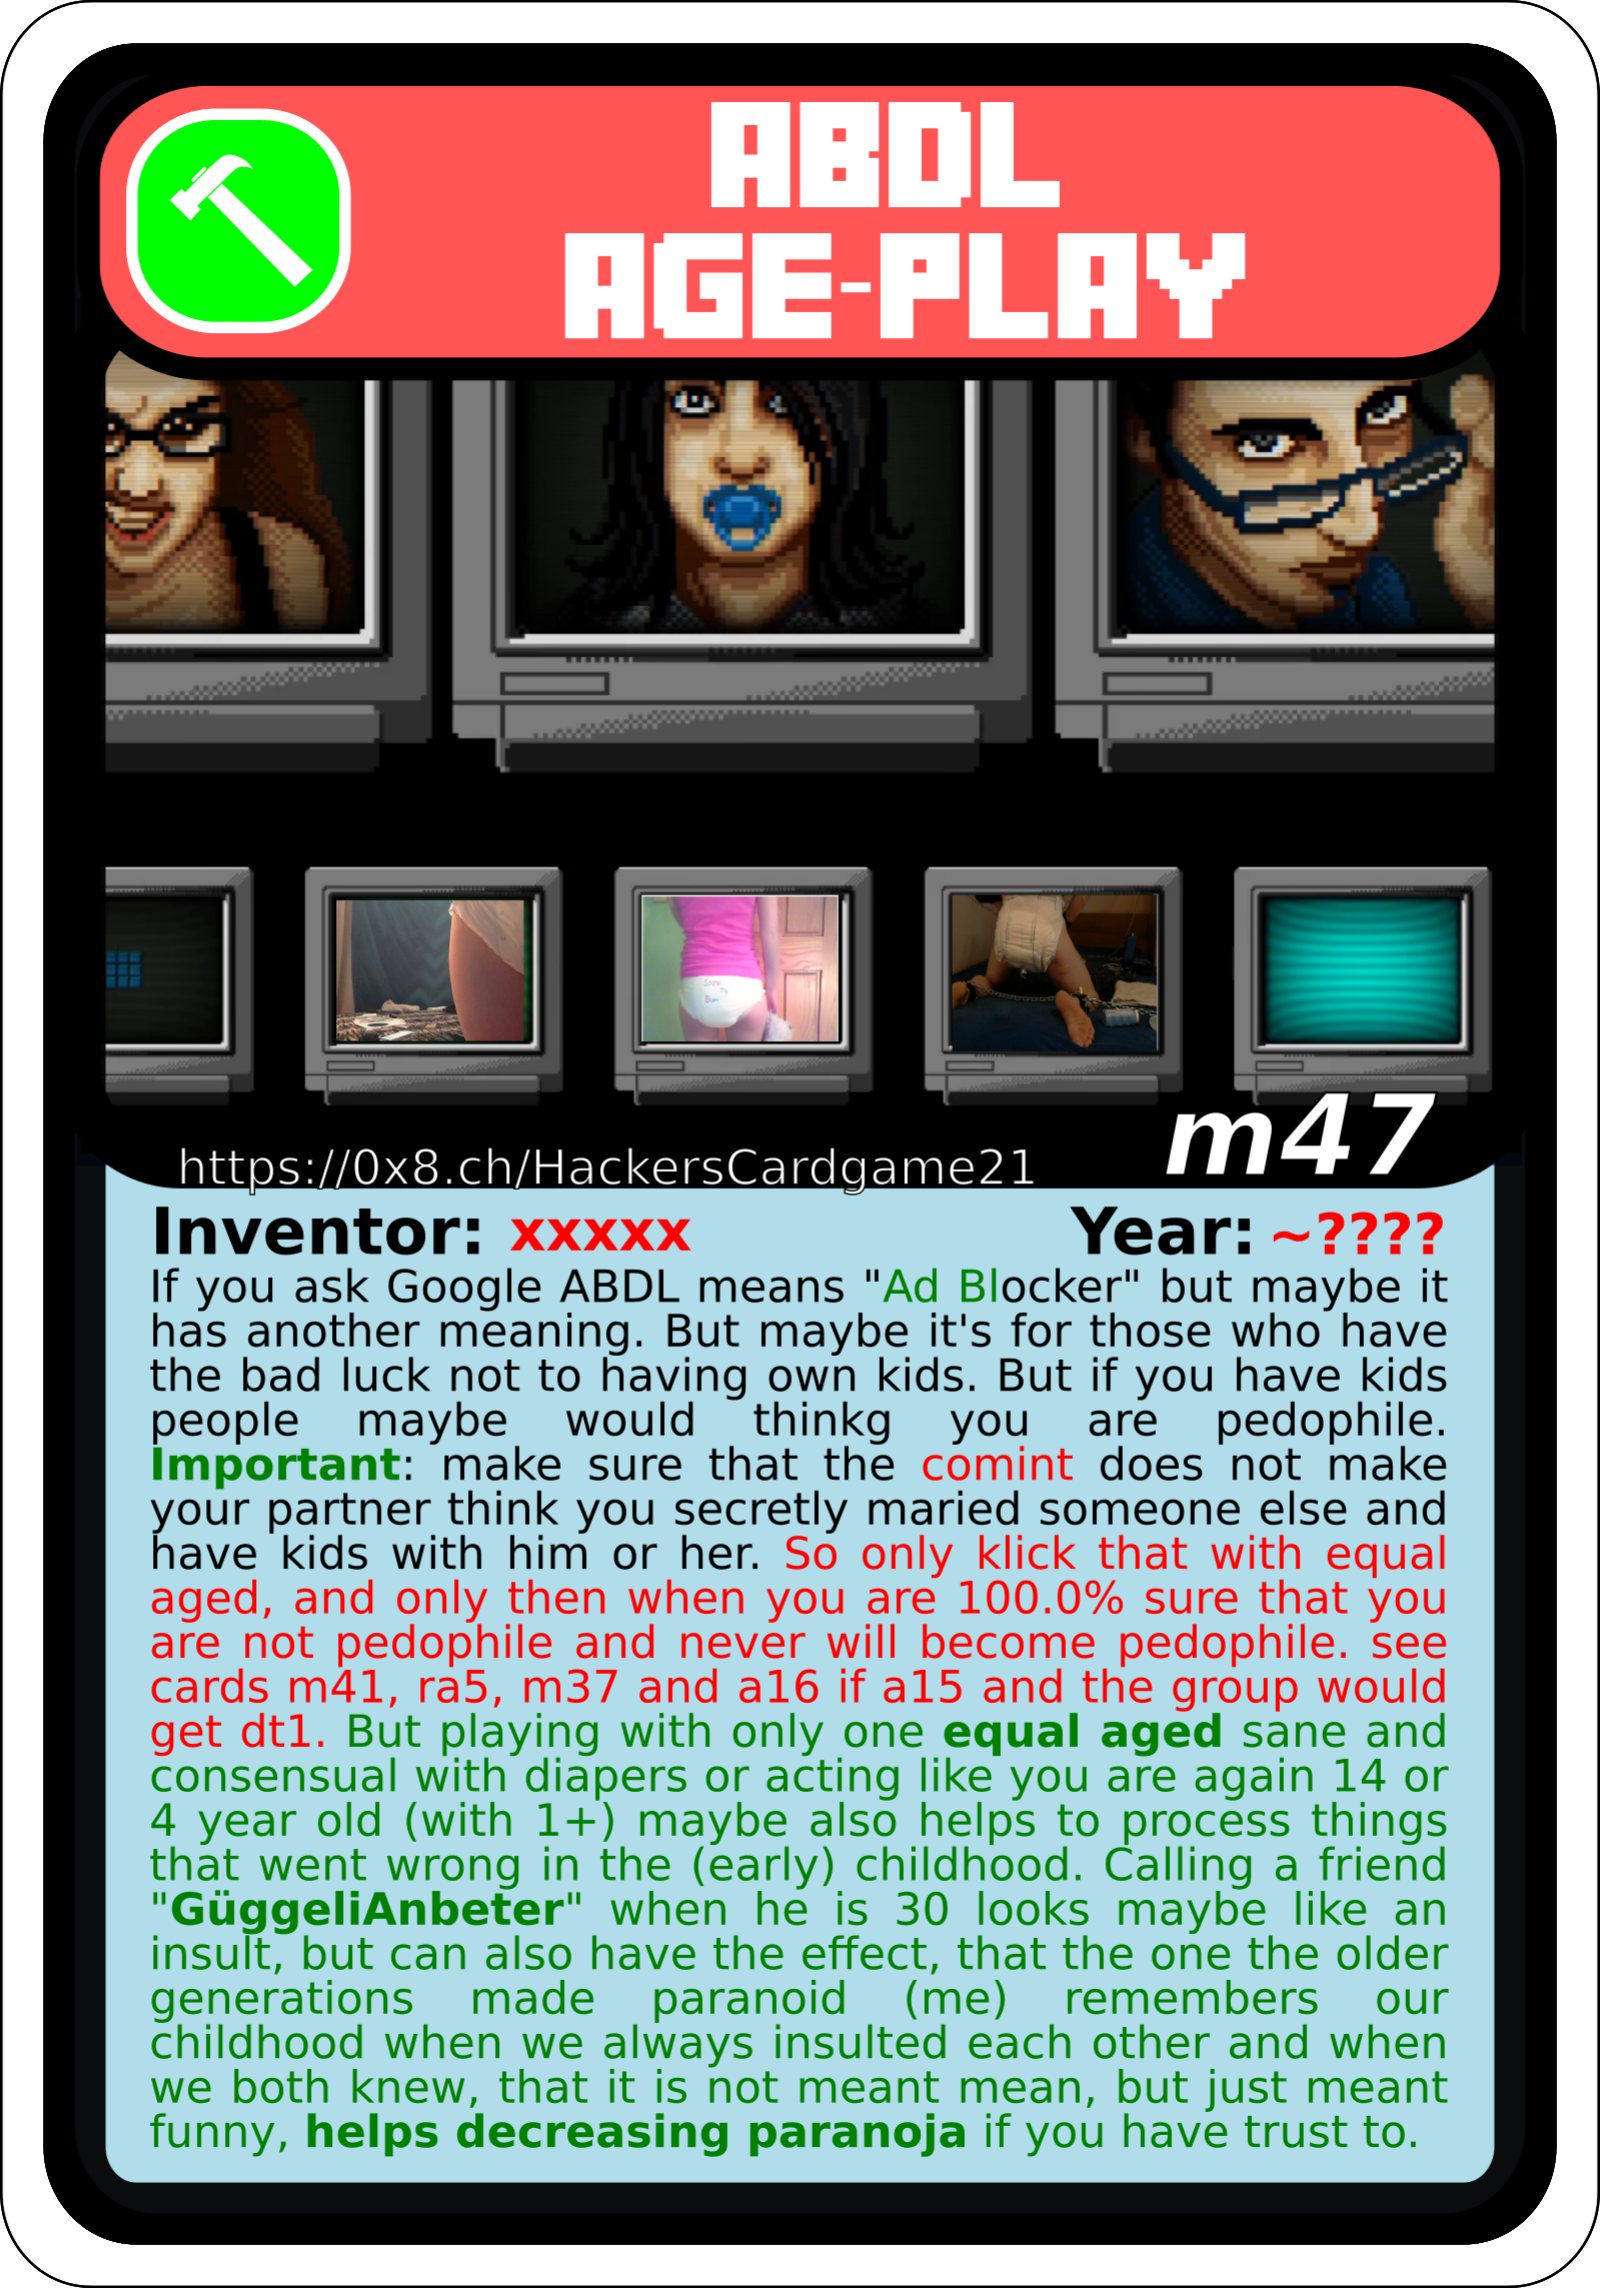 ABDL
AGE-PLAY
https://0x8.ch/HackersCardgame21
m47
Inventor: xxxxx Year: ~????
If you ask Google ABDL means "Ad Blocker" but maybe it
has another meaning. But maybe it's for those who have
the bad luck not to having own kids. But if you have kids
people maybe would thinkg you are pedophile.
Important: make sure that the comint does not make
your partner think you secretly maried someone else and
have kids with him or her. So only klick that with equal
aged, and only then when you are 100.0% sure that you
are not pedophile and never will become pedophile. see
cards m41, ra5, m37 and a16 if a15 and the group would
get dt1. But playing with only one equal aged sane and
consensual with diapers or acting like you are again 14 or
4 year old (with 1+) maybe also helps to process things
that went wrong in the (early) childhood. Calling a friend
"GüggeliAnbeter" when he is 30 looks maybe like an
insult, but can also have the effect, that the one the older
generations made paranoid (me) remembers our
childhood when we always insulted each other and when
we both knew, that it is not meant mean, but just meant
funny, helps decreasing paranoja if you have trust to.